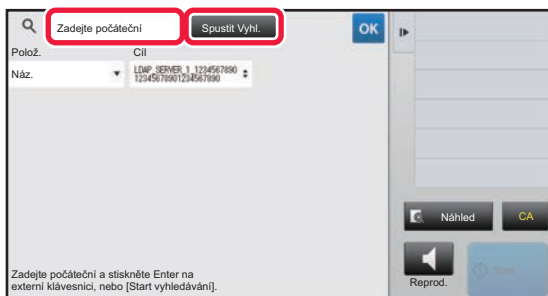 Zadejte počáteční
Spustit Vyhl.
OK
Polož.
Cíl
Náz.
LDAP_SERVER_1_1234567890
12345678901234567890
Náhled
CA
Reprod.
Start
Zadejte počáteční a stiskněte Enter na
externí klávesnici, nebo [Start vyhledávání].